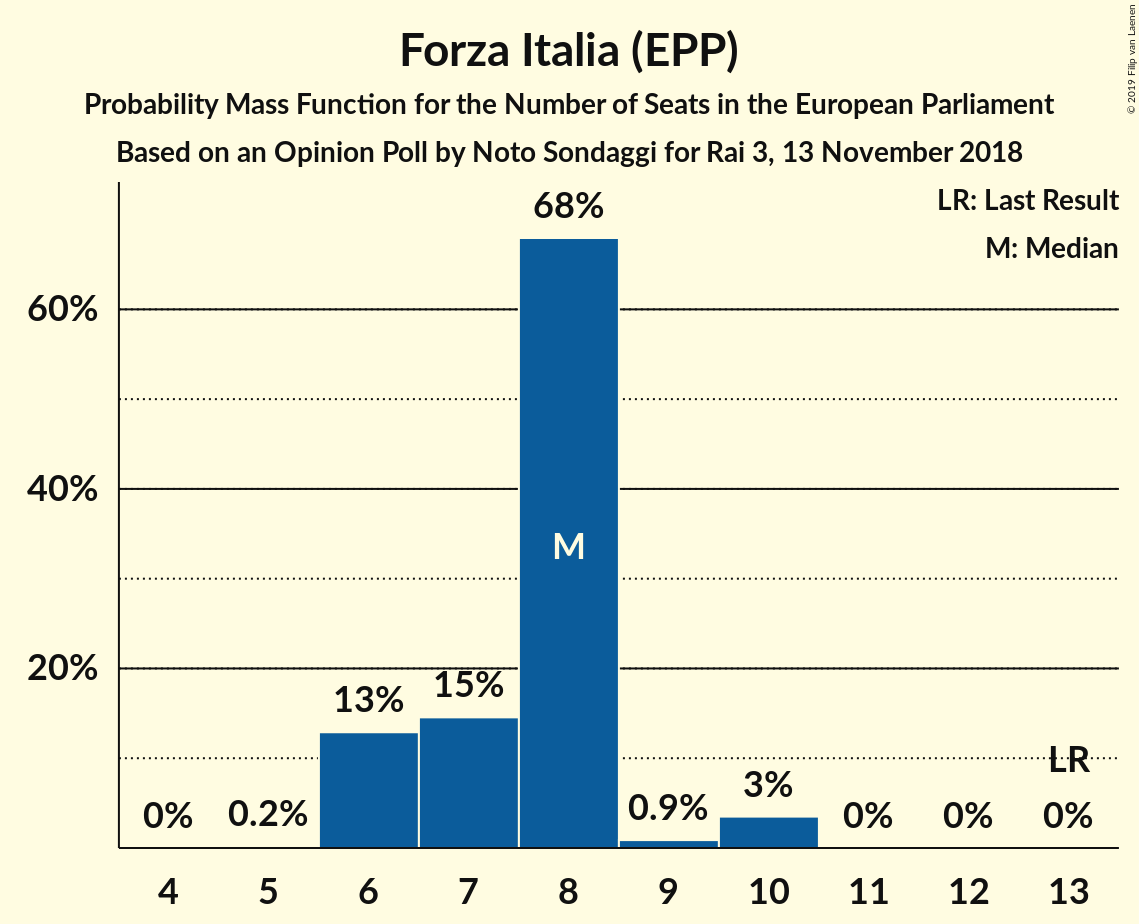 Forza Italia (EPP)
Probability Mass Function for the Number of Seats in the European Parliament
Based on an Opinion Poll by Noto Sondaggi for Rai 3, 13 November 2018
© 2019 Filip van Laenen
LR: Last Result
M: Median
68%
60%
40%
M
20%
13%
15%
LR
0%
0.2%
0.9%
3%
0%
0%
0%
4 5 6 7 8 9 10 11 12 13